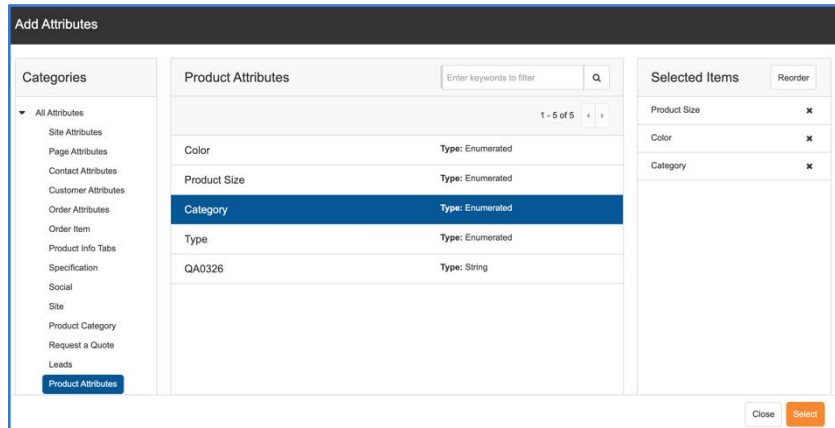 Add Attributes
Categories
All Attributes
Site Attributes
Page Attributes
Contact Attributes
Customer Attributes
Order Attributes
Order Item
Product Info Tabs
Specification
Social
Site
Product Category
Request a Quote
Leads
Product Attributes
Product Attributes
Enter keywords to filter
1 - 5 of 5
Color Type: Enumerated
Product Size Type: Enumerated
Category Type: Enumerated
Type Type: Enumerated
QA0326 Type: String
Selected Items Reorder
Product Size
Color
Category
Close Select